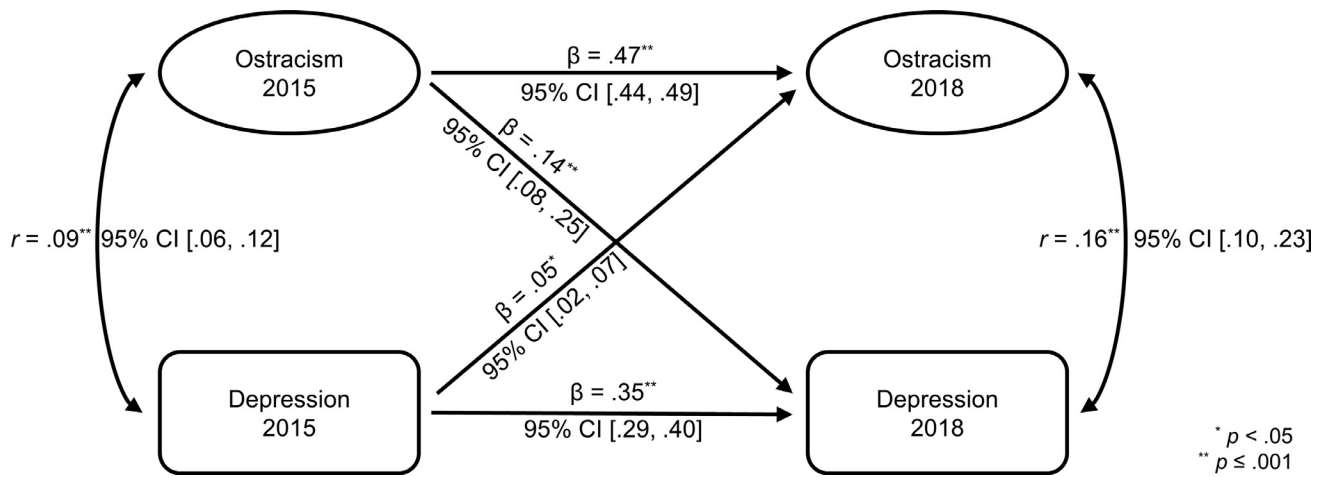 Ostracism
2015
β = .47**
95% CI [.44, .49]
Ostracism
2018
β = .14**
95% CI [.08, .25]
r = .09**
95% CI [.06, .12]
r = .16**
95% CI [.10, .23]
β = .05*
95% CI [.02, .07]
Depression
2015
β = .35**
95% CI [.29, .40]
Depression
2018
* p < .05
** p ≤ .001